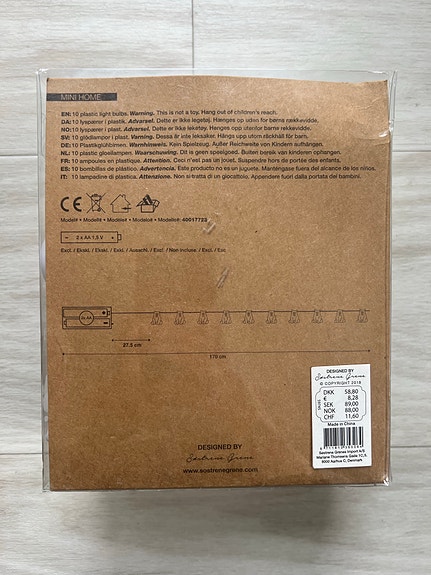 MINI HOME
EN: 10 plastic light bulbs. Warning. This is not a toy. Hang out of children's reach.
DA: 10 lyspærer i plastik. Advarsel. Dette er ikke legetøj. Hænges op uden for børns rækkevidde.
NO: 10 lyspærer i plast. Advarsel. Dette er ikke leketøy. Henges opp utenfor barns rekkevidde.
SV: 10 glödlampor i plast. Varning. Dessa är inte leksaker. Hängs upp utom räckhåll för barn.
DE: 10 Plastikglühbirnen. Warnhinweis. Kein Spielzeug. Außer Reichweite von Kindern aufhängen.
NL: 10 plastic gloeilampen. Waarschuwing. Dit is geen speelgoed. Buiten bereik van kinderen ophangen.
FR: 10 ampoules en plastique. Attention. Ceci n'est pas un jouet. Suspendre hors de portée des enfants.
ES: 10 bombillas de plástico. Advertencia. Este producto no es un juguete. Manténgase fuera del alcance de los niños.
IT: 10 lampadine di plastica. Attenzione. Non si tratta di un giocattolo. Appendere fuori dalla portata dei bambini.
CE
Model# • Modell# • Modell#: 40017723
– 2 x AA 1,5 V +
Excl. / Ekskl. / Ekskl. / Exkl. / Ausschl. / Excl. / Non incluse. / Excl. / Esc.
2x AA
27.5 cm
170 cm
DESIGNED BY
Søstrene Grene
www.sostrenegrene.com
DESIGNED BY
Søstrene Grene
© COPYRIGHT 2018
DKK 58,80
€ 8,28
SEK 89,00
NOK 88,00
CHF 11,60
Made in China
Søstrene Grenes Import A/S
8000 Aarhus C, Denmark